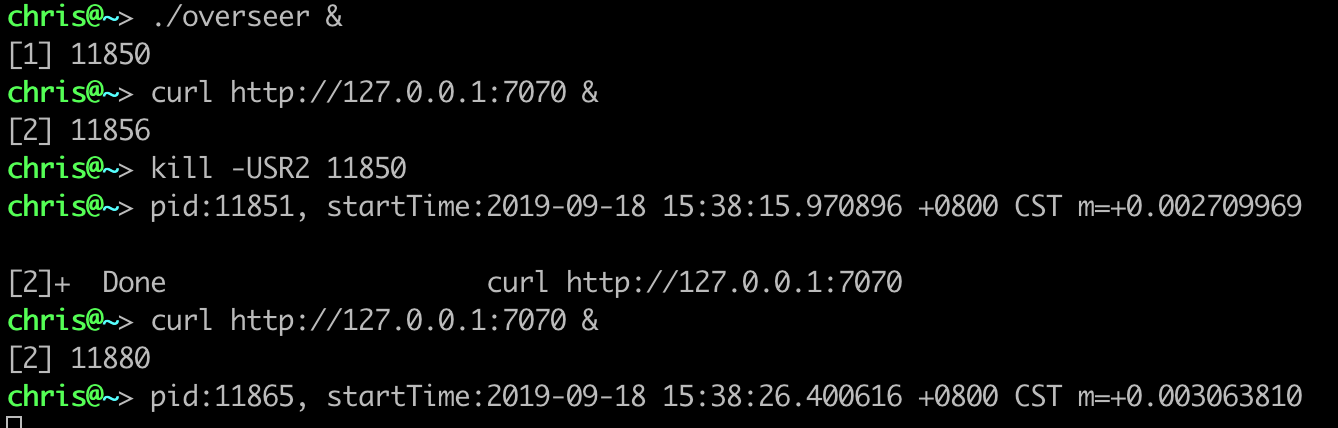 chris@~> ./overseer &
[1] 11850
chris@~> curl http://127.0.0.1:7070 &
[2] 11856
chris@~> kill -USR2 11850
chris@~> pid:11851, startTime:2019-09-18 15:38:15.970896 +0800 CST m=+0.002709969
[2]+  Done                    curl http://127.0.0.1:7070
chris@~> curl http://127.0.0.1:7070 &
[2] 11880
chris@~> pid:11865, startTime:2019-09-18 15:38:26.400616 +0800 CST m=+0.003063810